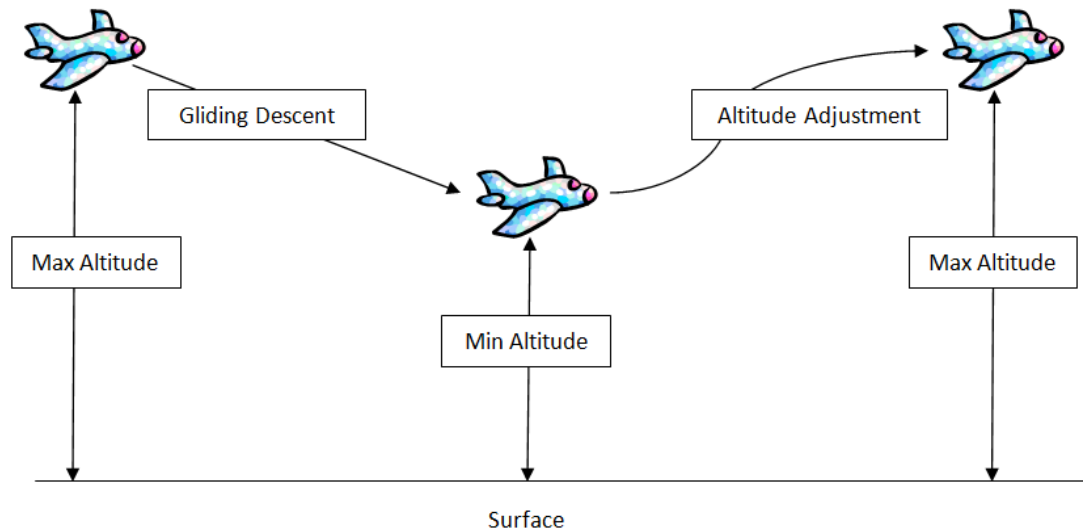 Gliding Descent
Altitude Adjustment
Max Altitude
Max Altitude
Min Altitude
Surface